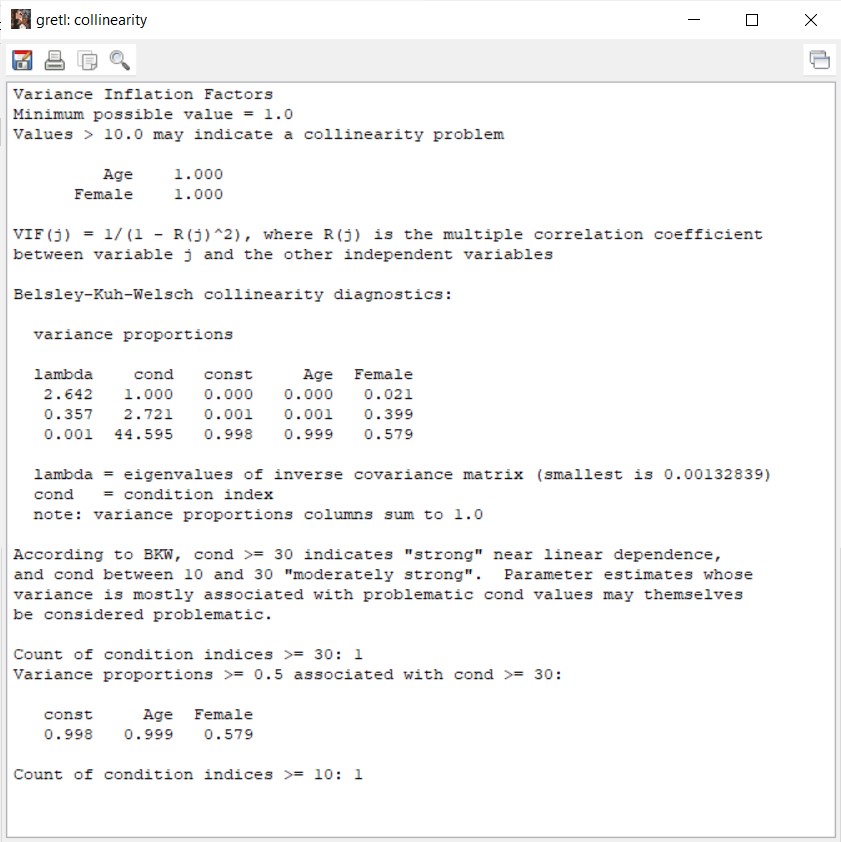 gretl: collinearity
Variance Inflation Factors
Minimum possible value = 1.0
Values > 10.0 may indicate a collinearity problem
Age 1.000
Female 1.000
VIF(j) = 1/(1 - R(j)^2), where R(j) is the multiple correlation coefficient
between variable j and the other independent variables
Belsley-Kuh-Welsch collinearity diagnostics:
variance proportions
lambda cond const Age Female
2.642 1.000 0.000 0.000 0.021
0.357 2.721 0.001 0.001 0.399
0.001 44.595 0.998 0.999 0.579
lambda = eigenvalues of inverse covariance matrix (smallest is 0.00132839)
cond = condition index
note: variance proportions columns sum to 1.0
According to BKW, cond >= 30 indicates "strong" near linear dependence,
and cond between 10 and 30 "moderately strong". Parameter estimates whose
variance is mostly associated with problematic cond values may themselves
be considered problematic.
Count of condition indices >= 30: 1
Variance proportions >= 0.5 associated with cond >= 30:
const Age Female
0.998 0.999 0.579
Count of condition indices >= 10: 1